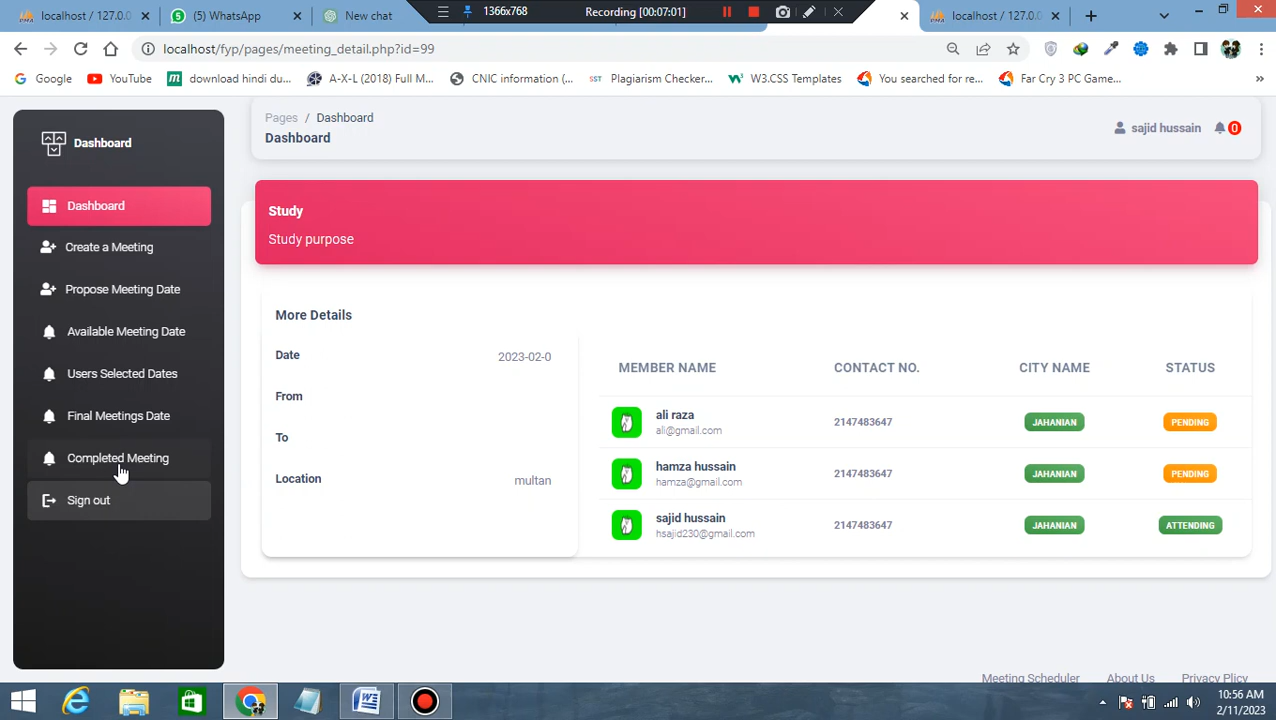 localhost / 127.0.
(5) WhatsApp
New chat
1366x768
Recording [00:07:01]
localhost / 127.0.
localhost/fyp/pages/meeting_detail.php?id=99
Google
YouTube
download hindi du...
A-X-L (2018) Full M...
CNIC information (...
SST
Plagiarism Checker...
W3.CSS Templates
You searched for re...
Far Cry 3 PC Game...
»
Dashboard
Dashboard
Create a Meeting
Propose Meeting Date
Available Meeting Date
Users Selected Dates
Final Meetings Date
Completed Meeting
Sign out
Pages / Dashboard
Dashboard
sajid hussain
0
Study
Study purpose
More Details
Date 2023-02-0
From
To
Location multan
MEMBER NAME CONTACT NO. CITY NAME STATUS
ali raza
ali@gmail.com
2147483647 JAHANIAN PENDING
hamza hussain
hamza@gmail.com
2147483647 JAHANIAN PENDING
sajid hussain
hsajid230@gmail.com
2147483647 JAHANIAN ATTENDING
Meeting Scheduler About Us Privacy Policy
10:56 AM
2/11/2023